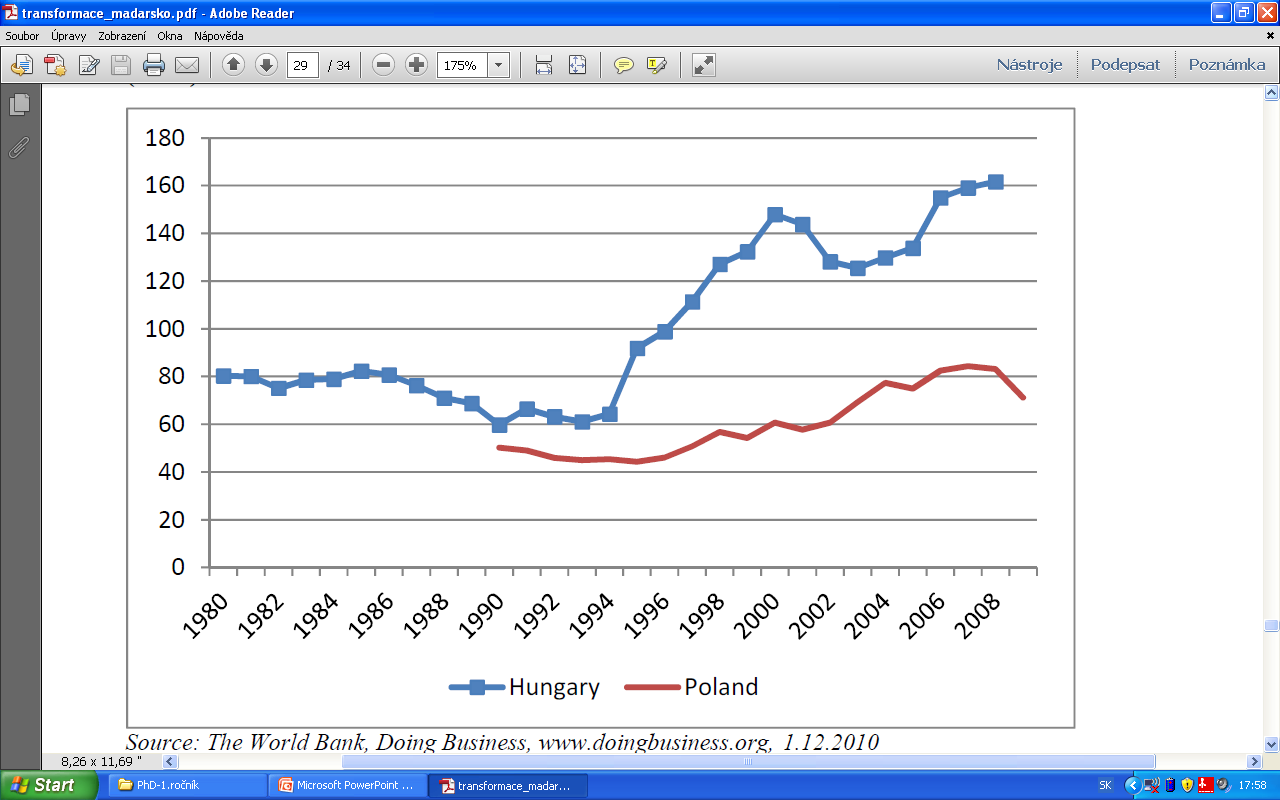 transformace_madarsko.pdf - Adobe Reader
Soubor Úpravy Zobrazení Okna Nápověda
29 / 34 175% Nástroje Podepsat Poznámka
180
160
140
120
100
80
60
40
20
0
1980 1982 1984 1986 1988 1990 1992 1994 1996 1998 2000 2002 2004 2006 2008
Hungary Poland
Source: The World Bank, Doing Business, www.doingbusiness.org, 1.12.2010
8,26 x 11,69 "
Start PhD-1.ročník Microsoft PowerPoint ... transformace_madar... SK 17:58